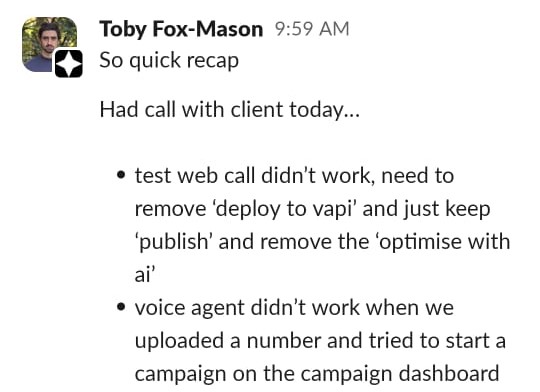 Toby Fox-Mason 9:59 AM
So quick recap
Had call with client today...
• test web call didn’t work, need to
remove ‘deploy to vapi’ and just keep
‘publish’ and remove the ‘optimise with
ai’
• voice agent didn’t work when we
uploaded a number and tried to start a
campaign on the campaign dashboard